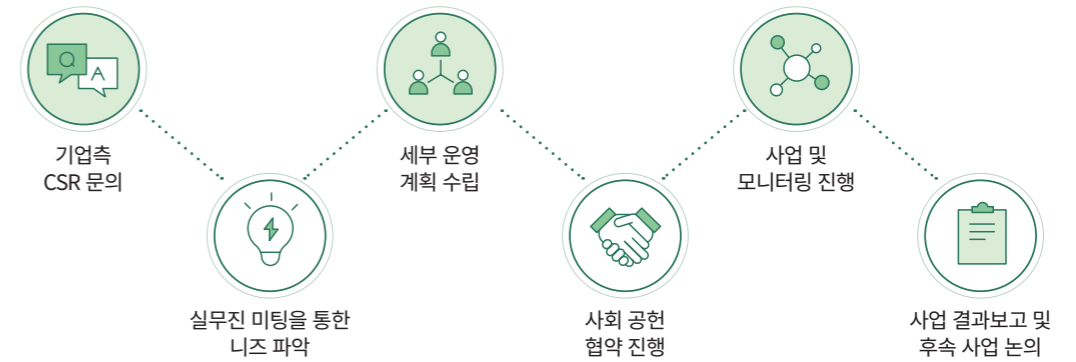 Q
A
기업측
CSR 문의
실무진 미팅을 통한
니즈 파악
세부 운영
계획 수립
사회 공헌
협약 진행
사업 및
모니터링 진행
사업 결과보고 및
후속 사업 논의